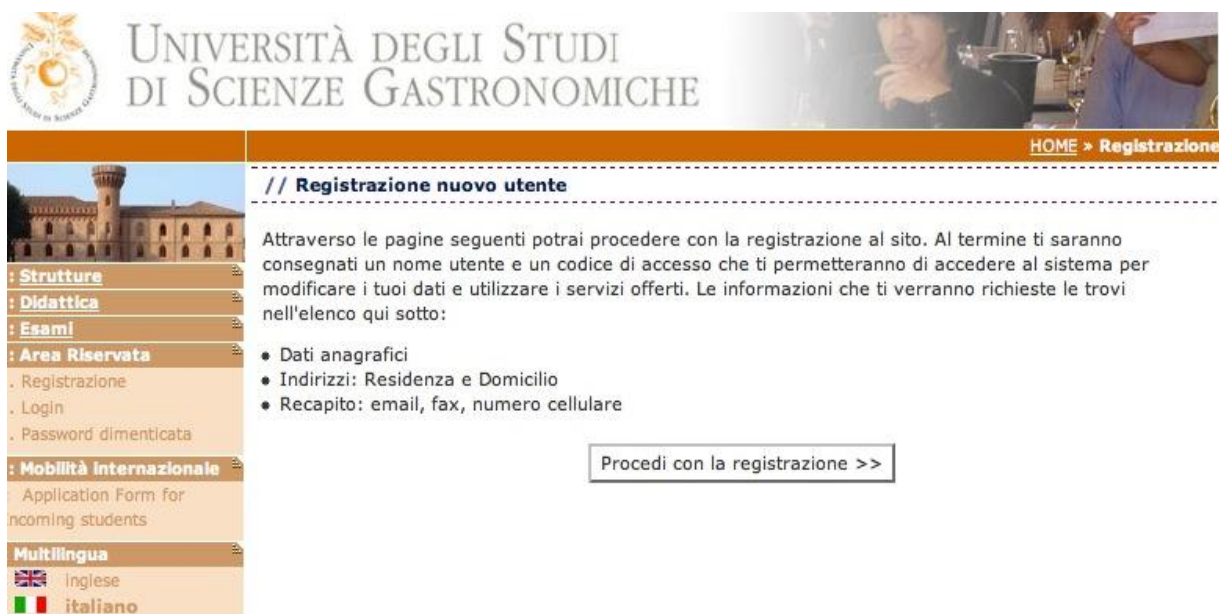 UNIVERSITÀ DEGLI STUDI
DI SCIENZE GASTRONOMICHE
HOME » Registrazione
// Registrazione nuovo utente
Attraverso le pagine seguenti potrai procedere con la registrazione al sito. Al termine ti saranno
consegnati un nome utente e un codice di accesso che ti permetteranno di accedere al sistema per
modificare i tuoi dati e utilizzare i servizi offerti. Le informazioni che ti verranno richieste le trovi
nell'elenco qui sotto:
• Dati anagrafici
• Indirizzi: Residenza e Domicilio
• Recapito: email, fax, numero cellulare
Procedi con la registrazione >>
: Strutture
: Didattica
: Esami
: Area Riservata
. Registrazione
. Login
. Password dimenticata
: Mobilità Internazionale
: Application Form for
ncoming students
Multilingua
inglese
italiano